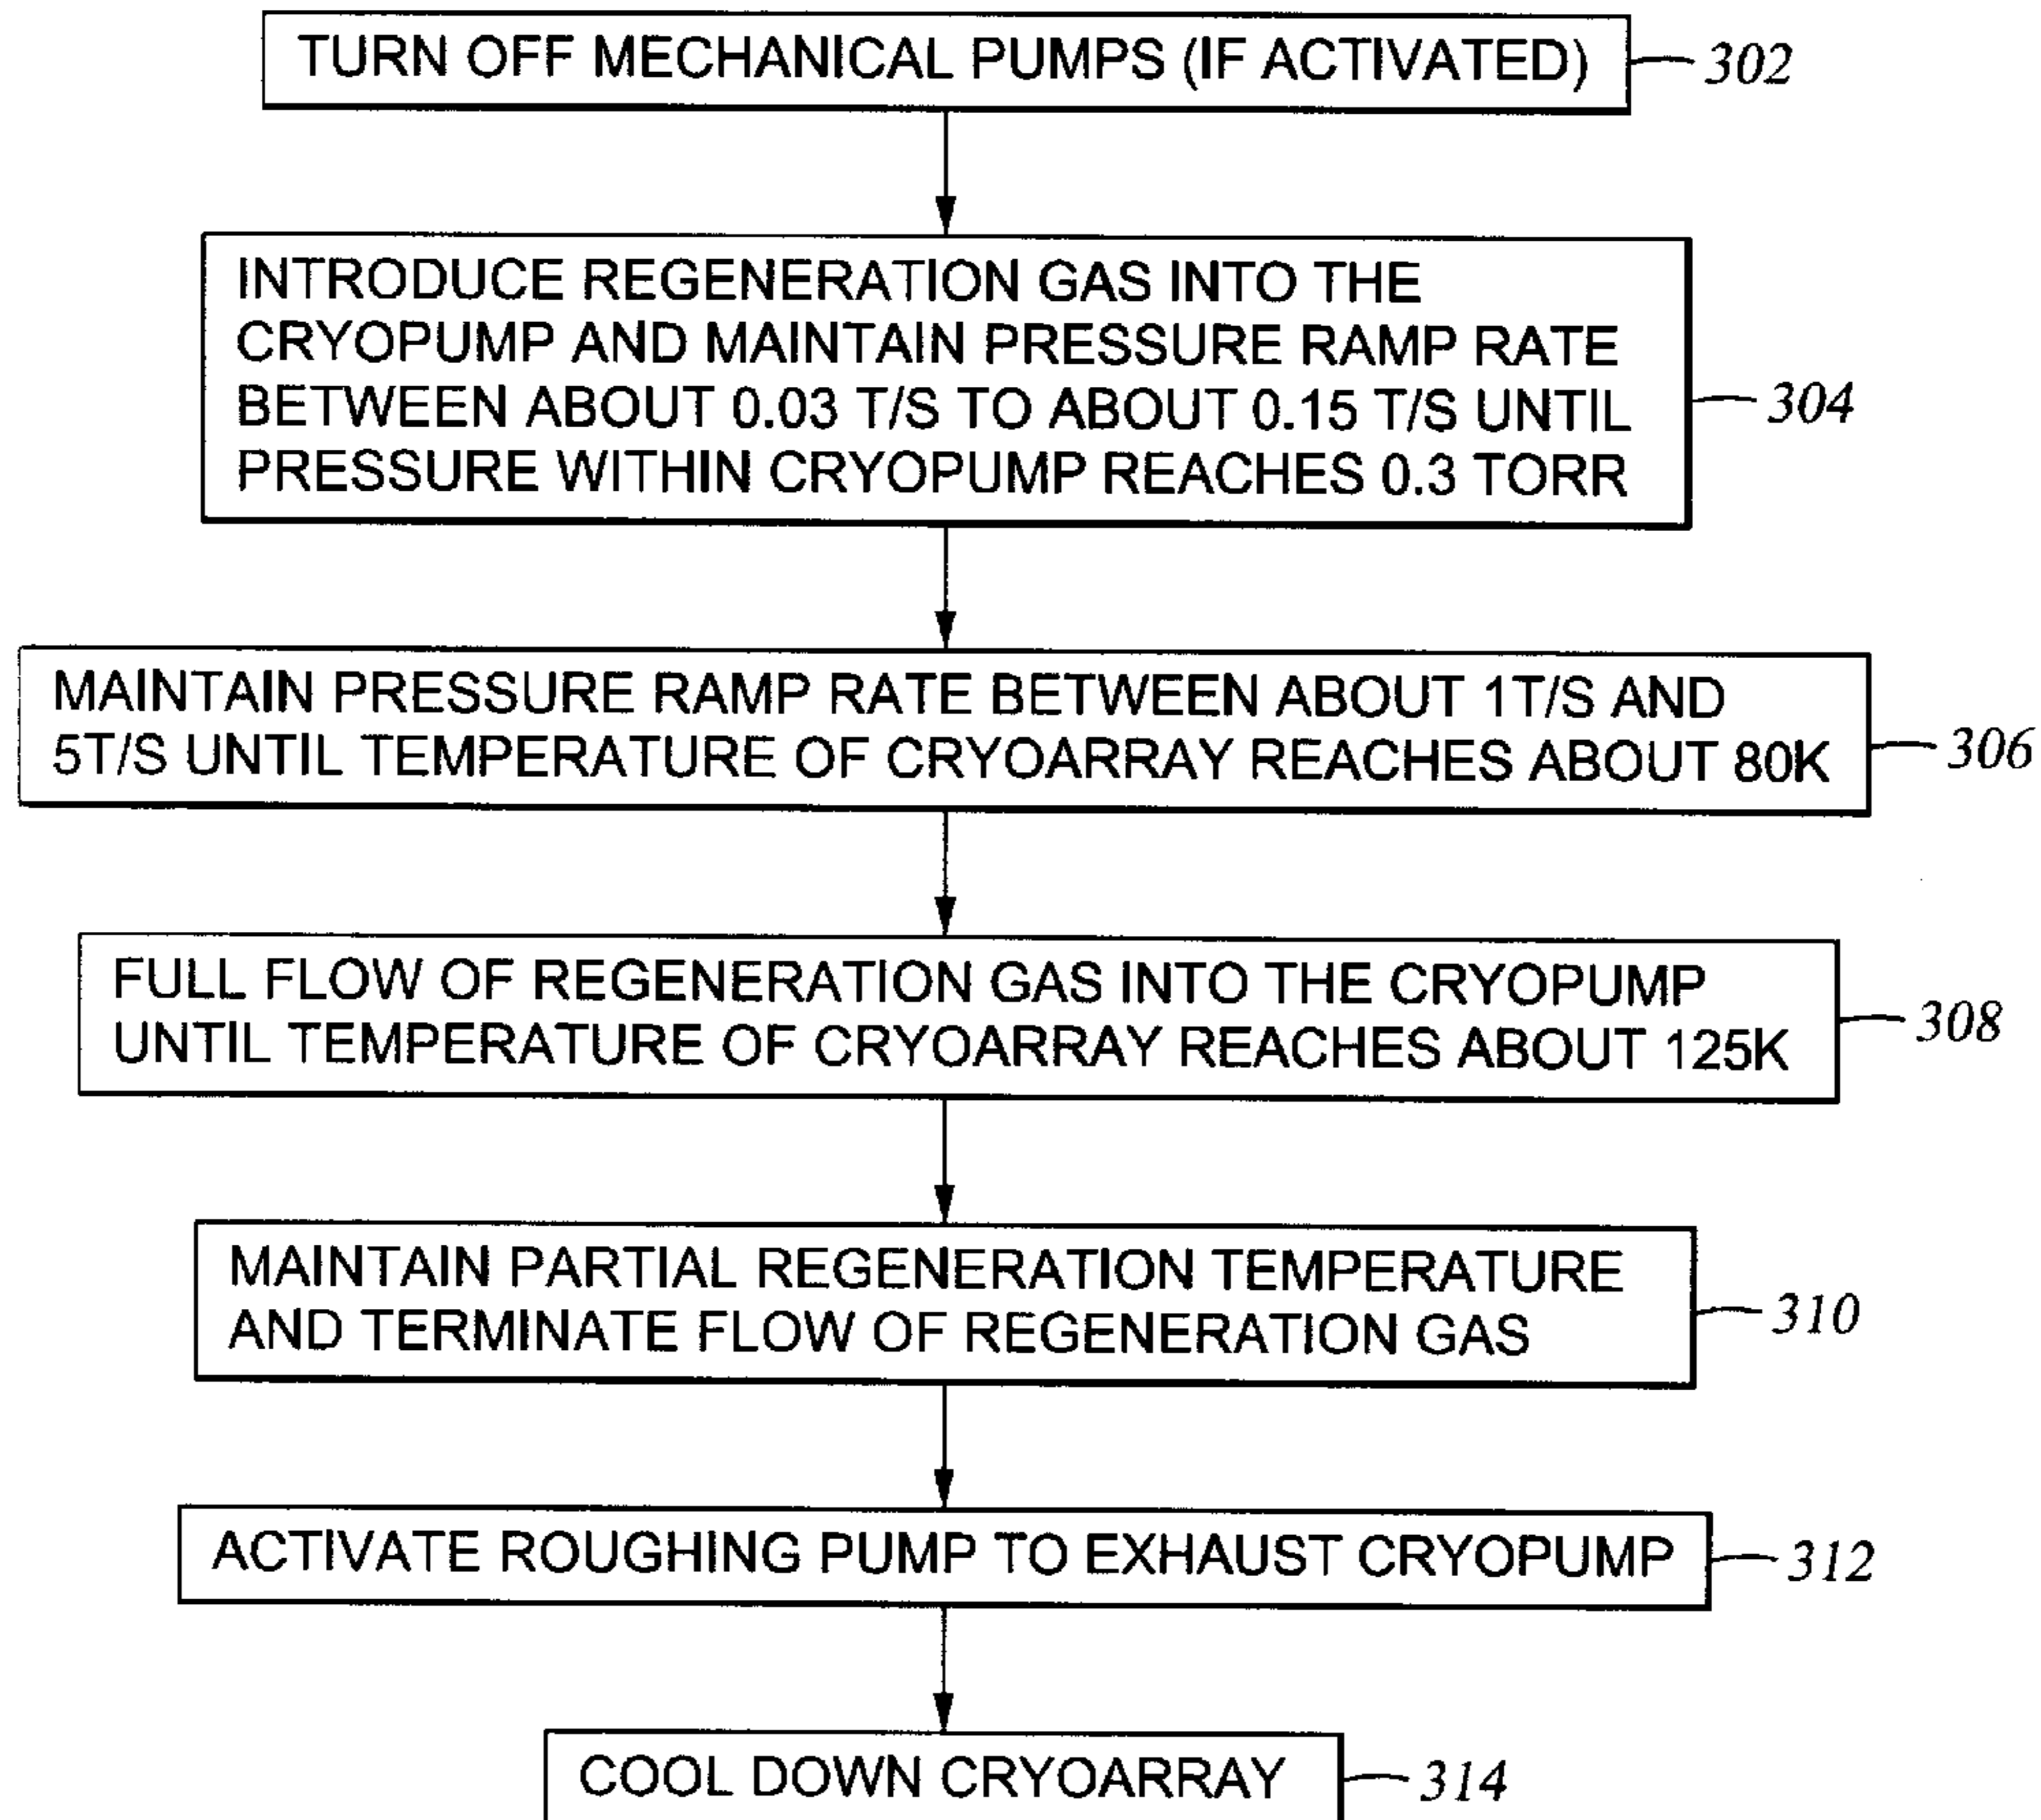 TURN OFF MECHANICAL PUMPS (IF ACTIVATED)
302
INTRODUCE REGENERATION GAS INTO THE
CRYOPUMP AND MAINTAIN PRESSURE RAMP RATE
BETWEEN ABOUT 0.03 T/S TO ABOUT 0.15 T/S UNTIL
PRESSURE WITHIN CRYOPUMP REACHES 0.3 TORR
304
MAINTAIN PRESSURE RAMP RATE BETWEEN ABOUT 1T/S AND
5T/S UNTIL TEMPERATURE OF CRYOARRAY REACHES ABOUT 80K
306
FULL FLOW OF REGENERATION GAS INTO THE CRYOPUMP
UNTIL TEMPERATURE OF CRYOARRAY REACHES ABOUT 125K
308
MAINTAIN PARTIAL REGENERATION TEMPERATURE
AND TERMINATE FLOW OF REGENERATION GAS
310
ACTIVATE ROUGHING PUMP TO EXHAUST CRYOPUMP
312
COOL DOWN CRYOARRAY
314